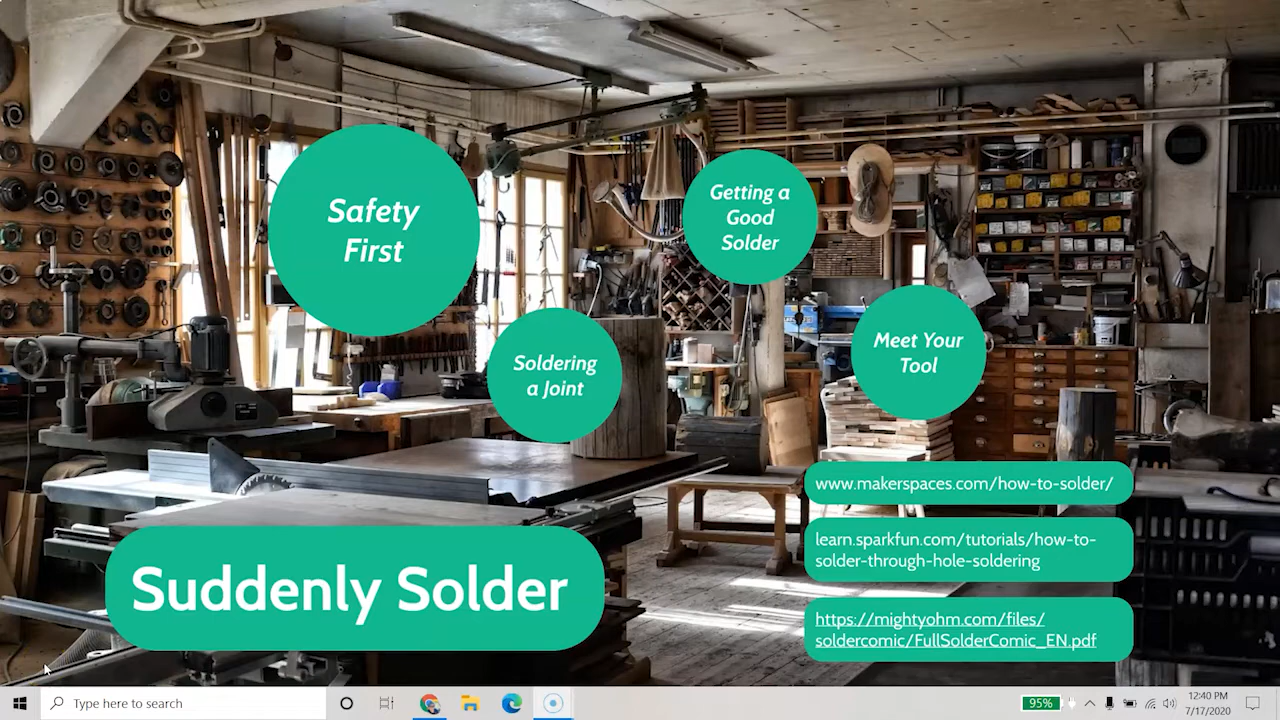 Safety
First
Getting a
Good
Solder
Soldering
a Joint
Meet Your
Tool
www.makerspaces.com/how-to-solder/
learn.sparkfun.com/tutorials/how-to-
solder-through-hole-soldering
https://mightyohm.com/files/
soldercomic/FullSolderComic_EN.pdf
Suddenly Solder
Type here to search
95%
12:40 PM
7/17/2020